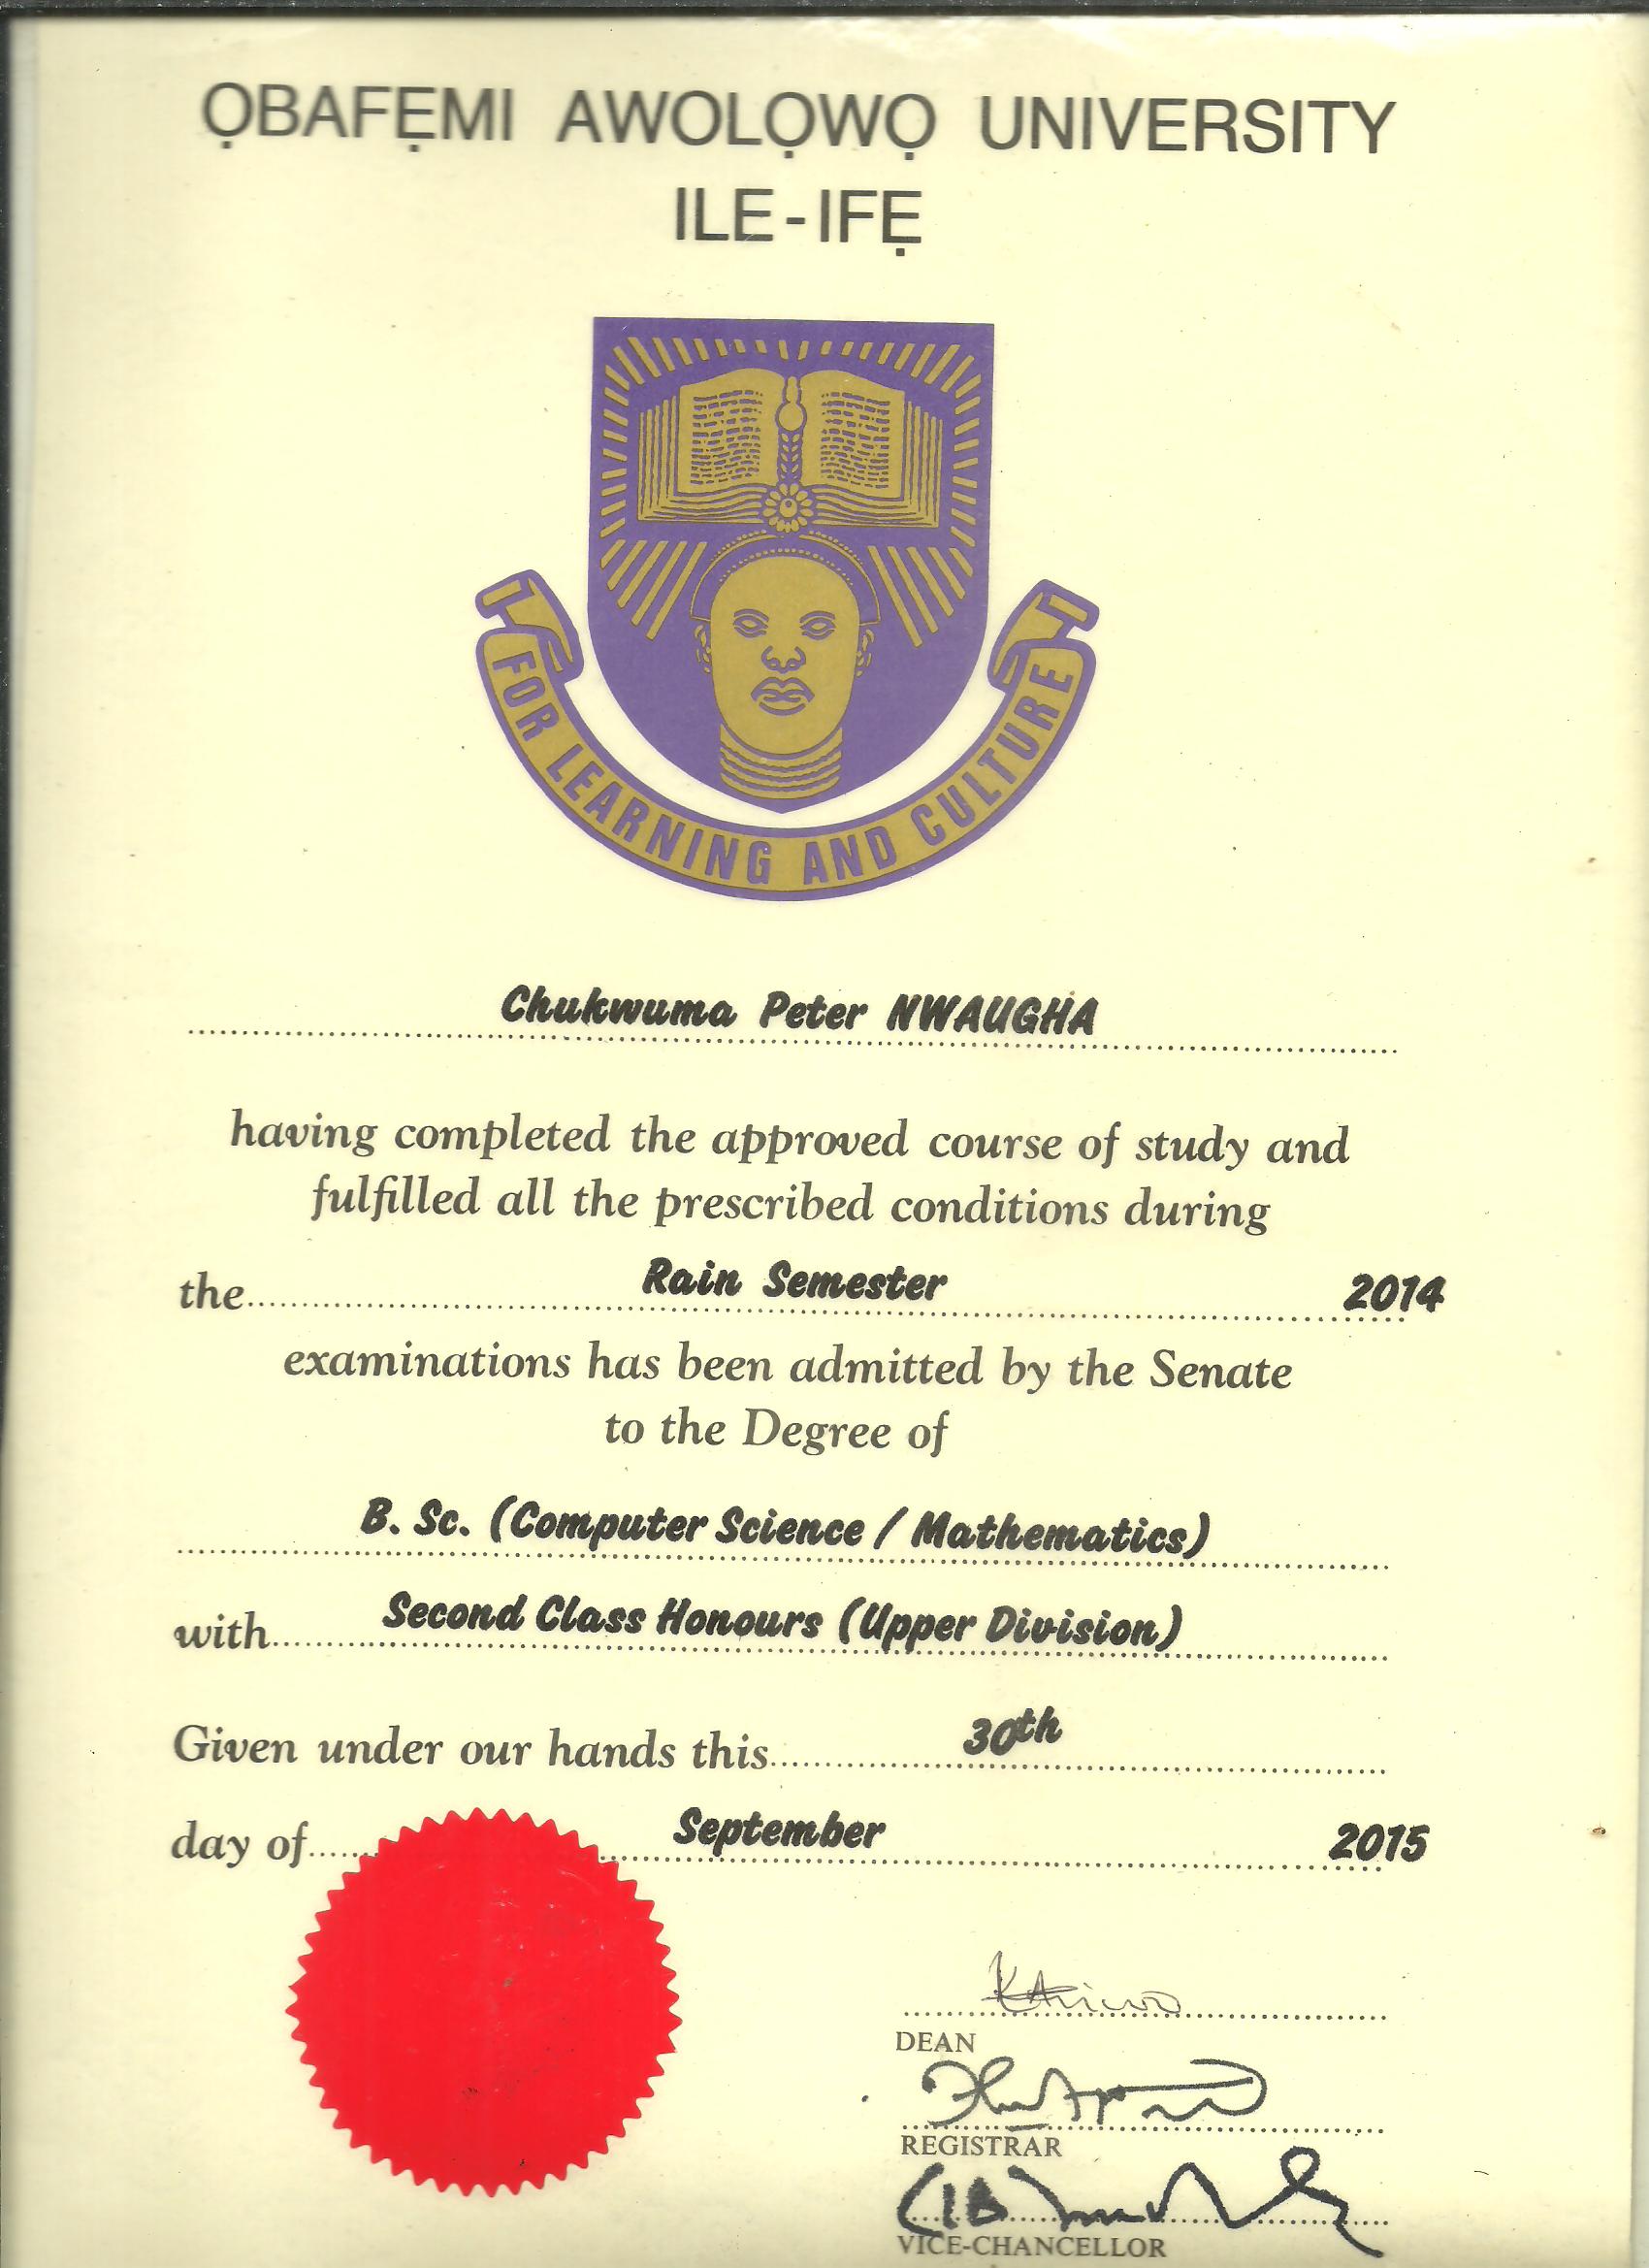 ỌBAFẸMI AWOLỌWỌ UNIVERSITY
ILE-IFẸ
FOR LEARNING AND CULTURE
Chukwuma Peter NWAUGHA
having completed the approved course of study and
fulfilled all the prescribed conditions during
the Rain Semester 2014
examinations has been admitted by the Senate
to the Degree of
B. Sc. (Computer Science / Mathematics)
with Second Class Honours (Upper Division)
Given under our hands this 30th
day of September 2015
DEAN
REGISTRAR
VICE-CHANCELLOR